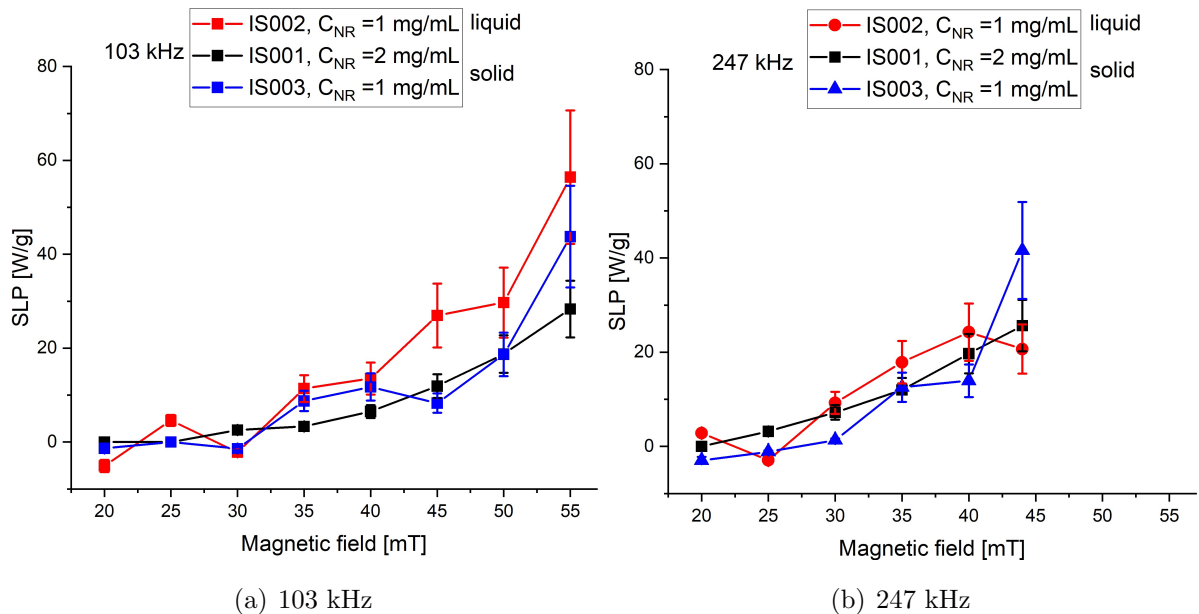 IS002, C_NR =1 mg/mL liquid
103 kHz
IS001, C_NR =2 mg/mL
IS003, C_NR =1 mg/mL solid
80
60
40
20
0
SLP [W/g]
20 25 30 35 40 45 50 55
Magnetic field [mT]
(a) 103 kHz
IS002, C_NR =1 mg/mL liquid
247 kHz
IS001, C_NR =2 mg/mL
IS003, C_NR =1 mg/mL solid
80
60
40
20
0
SLP [W/g]
20 25 30 35 40 45 50 55
Magnetic field [mT]
(b) 247 kHz